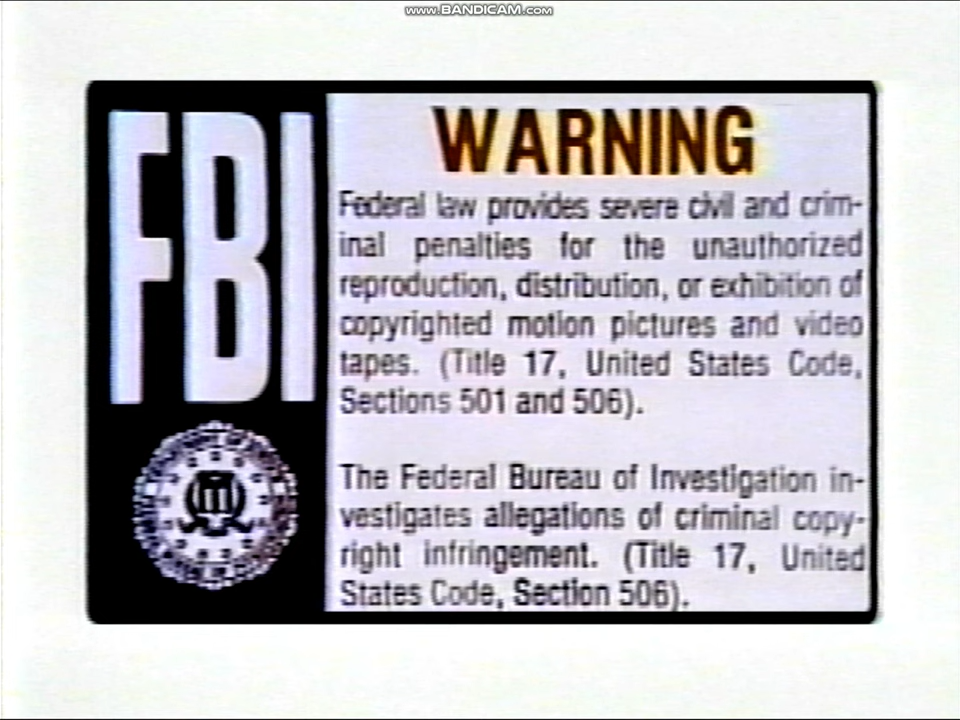 www.BANDICAM.com
FBI
WARNING
Federal law provides severe civil and crim-
inal penalties for the unauthorized
reproduction, distribution, or exhibition of
copyrighted motion pictures and video
tapes. (Title 17, United States Code,
Sections 501 and 506).
The Federal Bureau of Investigation in-
vestigates allegations of criminal copy-
right infringement. (Title 17, United
States Code, Section 506).